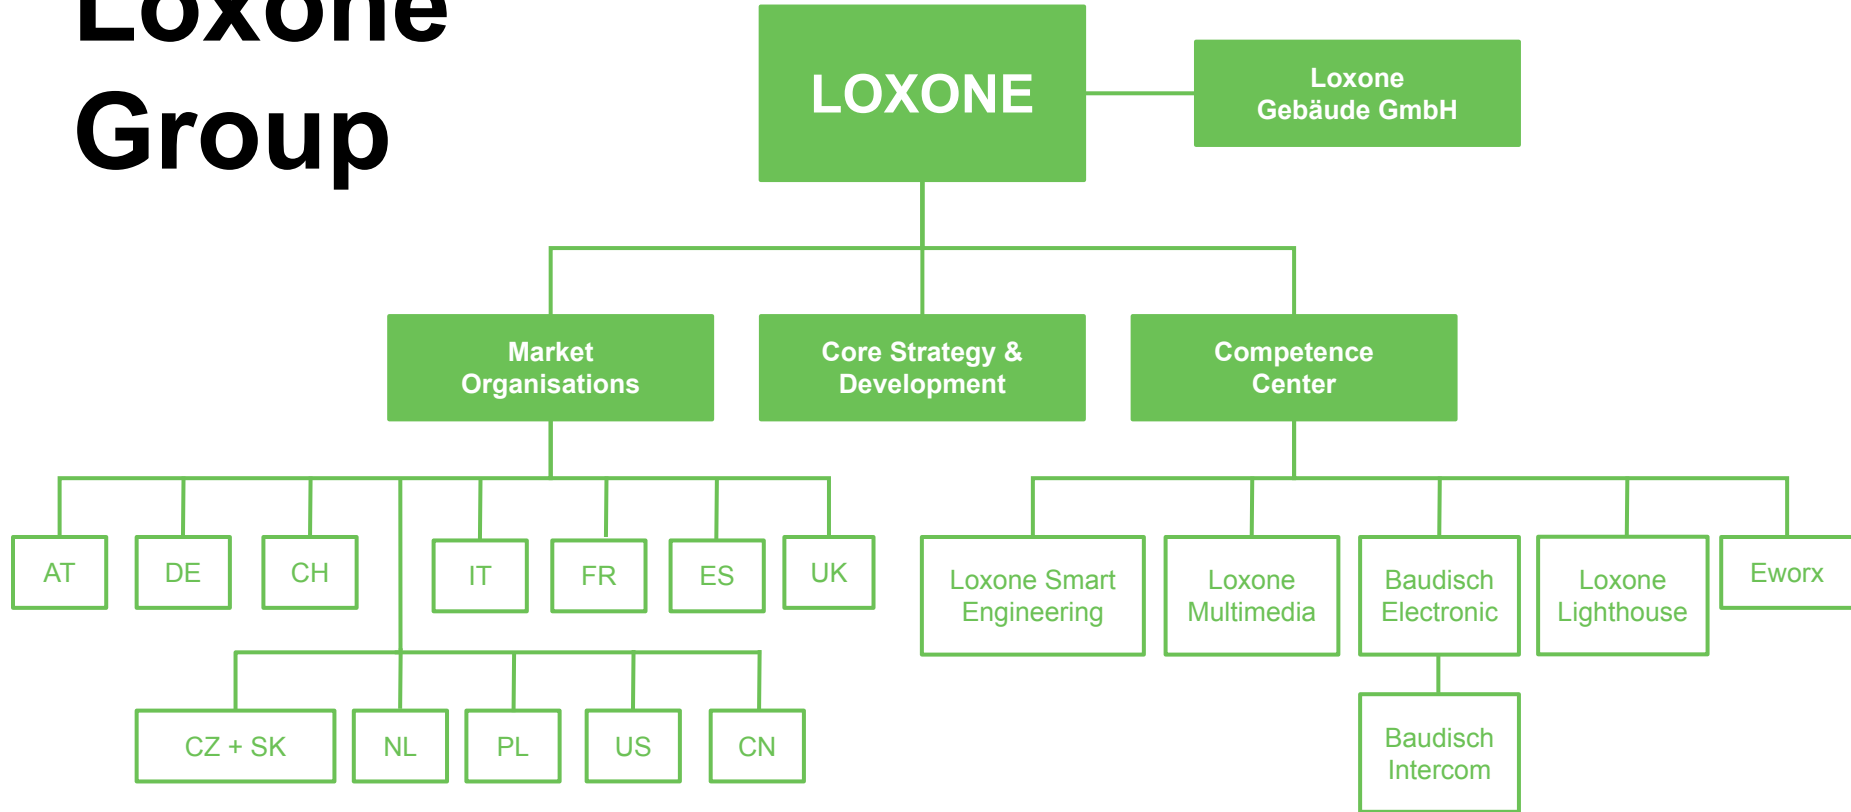 Loxone
Group
LOXONE
Loxone
Gebäude GmbH
Market
Organisations
Core Strategy &
Development
Competence
Center
AT
DE
CH
IT
FR
ES
UK
Loxone Smart
Engineering
Loxone
Multimedia
Baudisch
Electronic
Loxone
Lighthouse
Eworx
CZ + SK
NL
PL
US
CN
Baudisch
Intercom